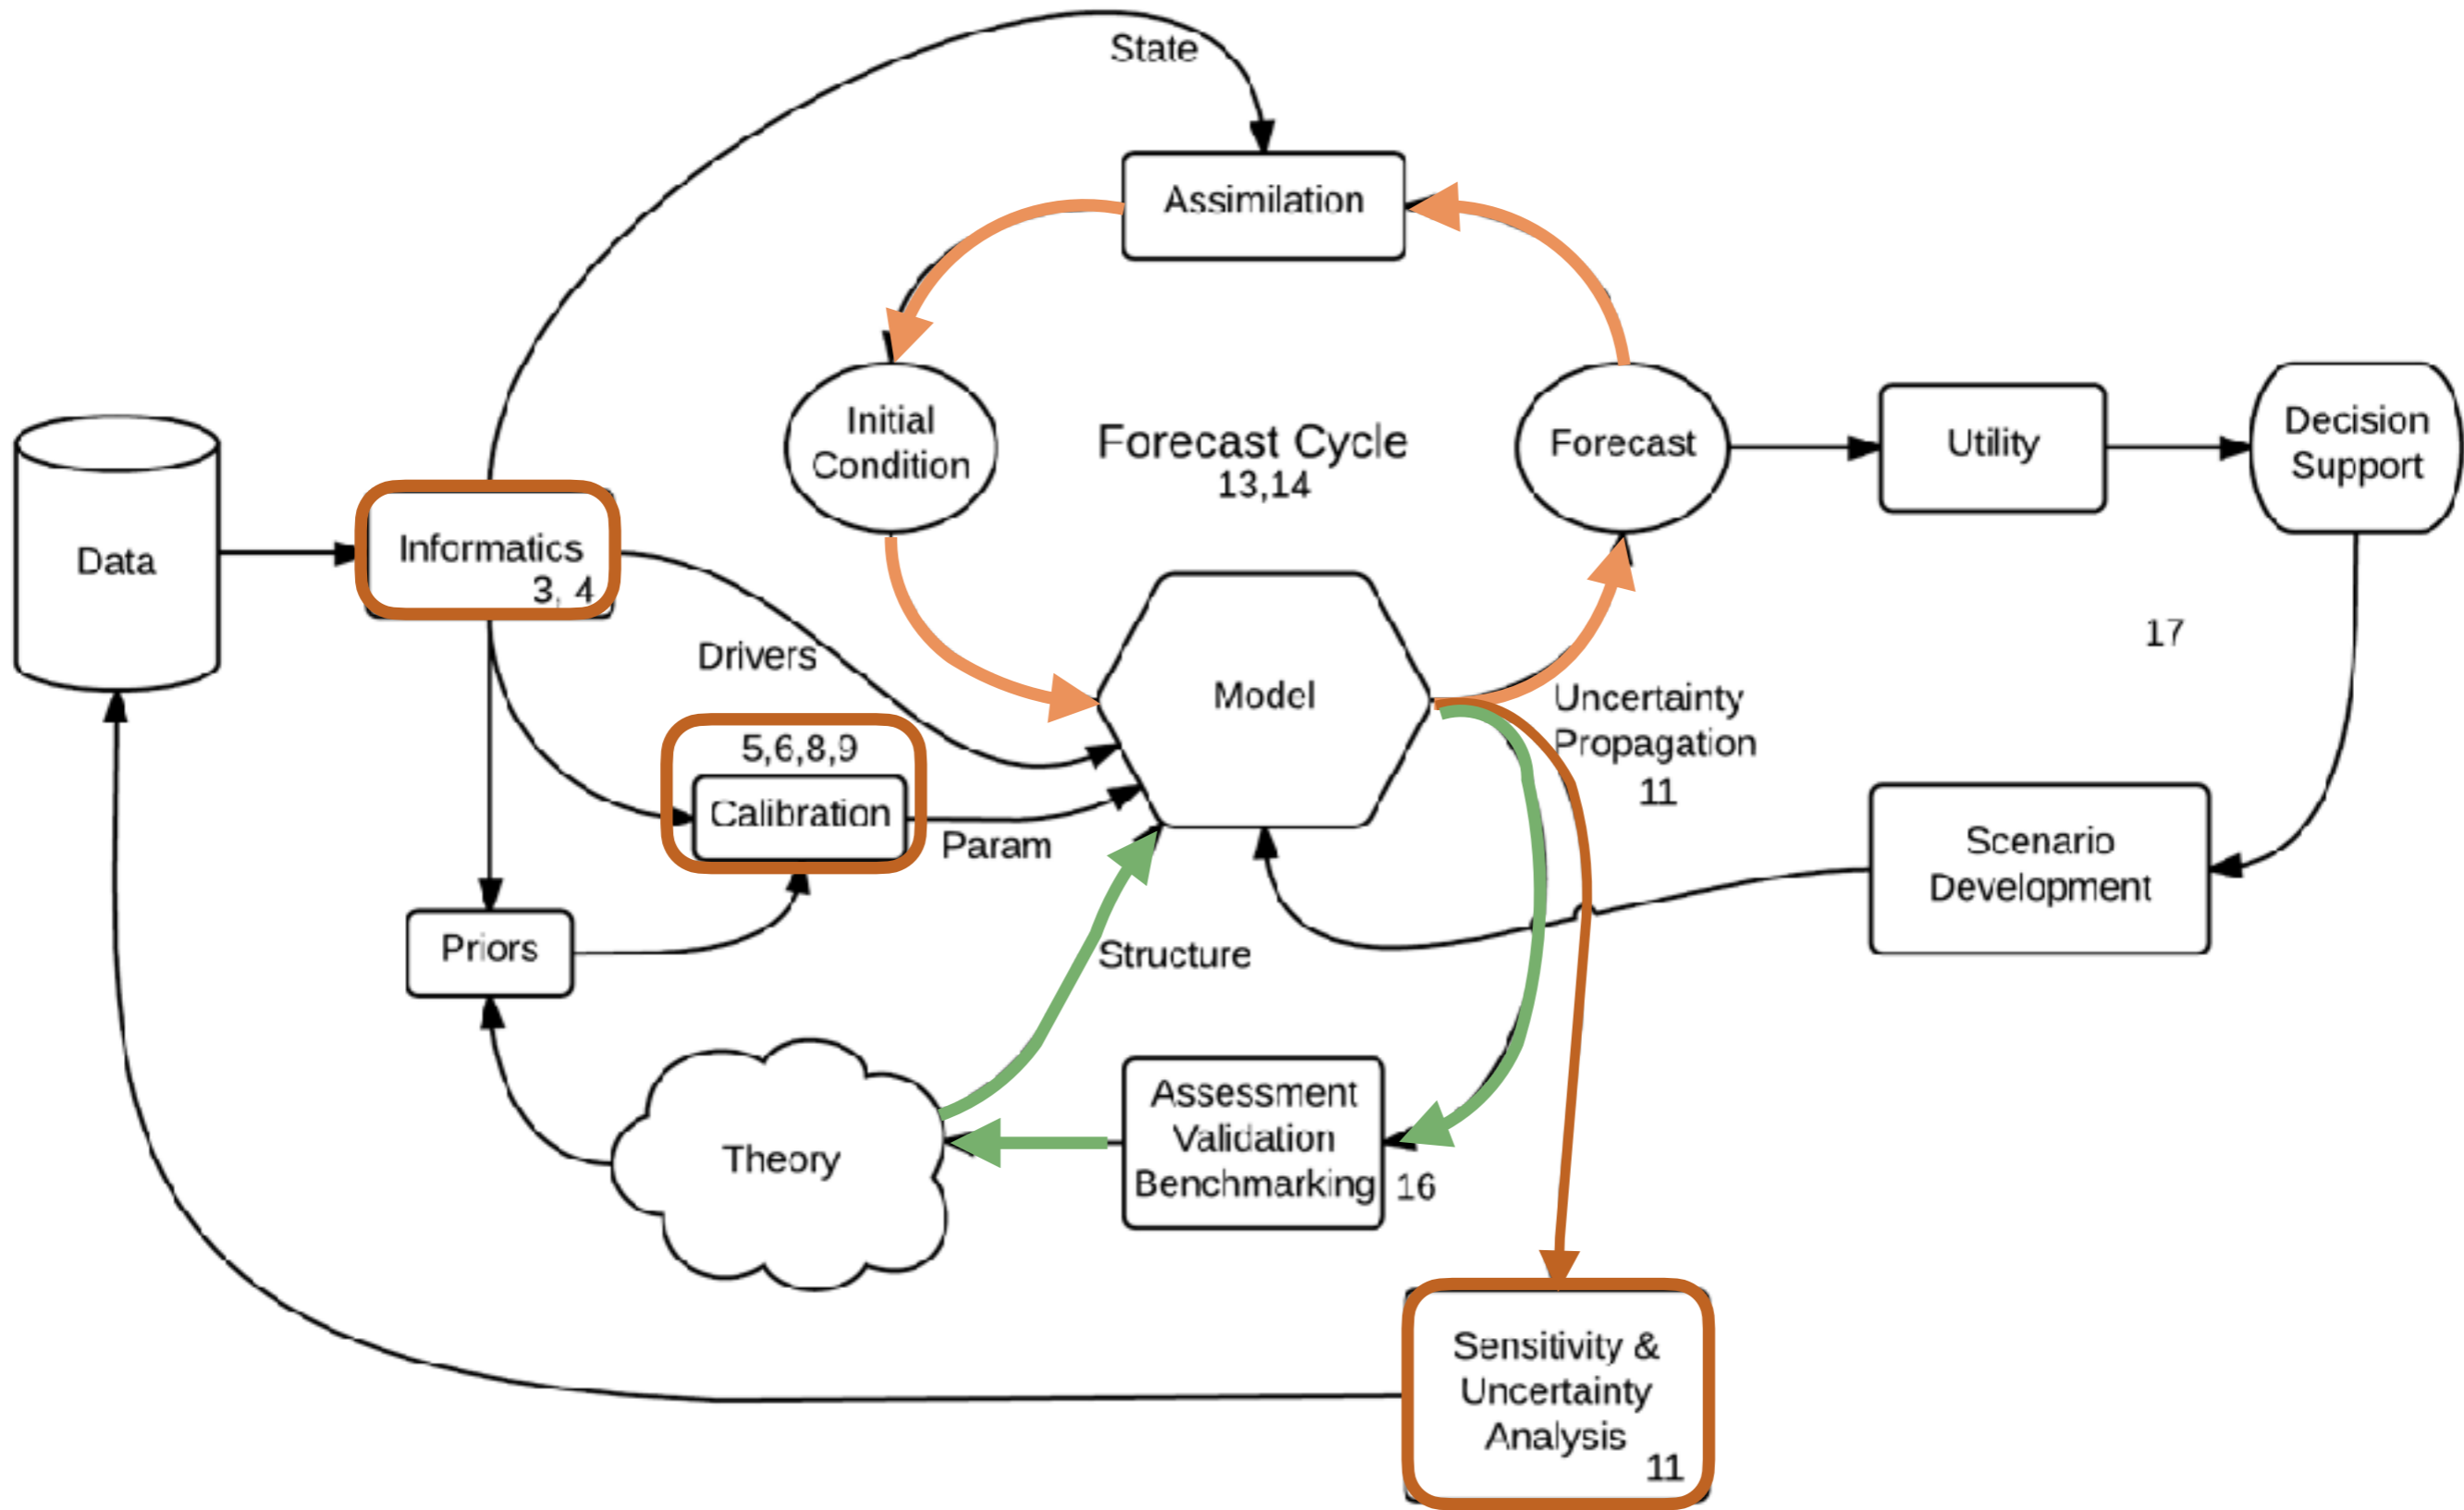 State
Assimilation
Initial
Condition
Forecast Cycle
13,14
Forecast
Utility
Decision
Support
Data
Informatics
3, 4
Drivers
17
Model
Uncertainty
Propagation
11
5,6,8,9
Calibration
Param
Scenario
Development
Priors
Structure
Theory
Assessment
Validation
Benchmarking
16
Sensitivity &
Uncertainty
Analysis
11